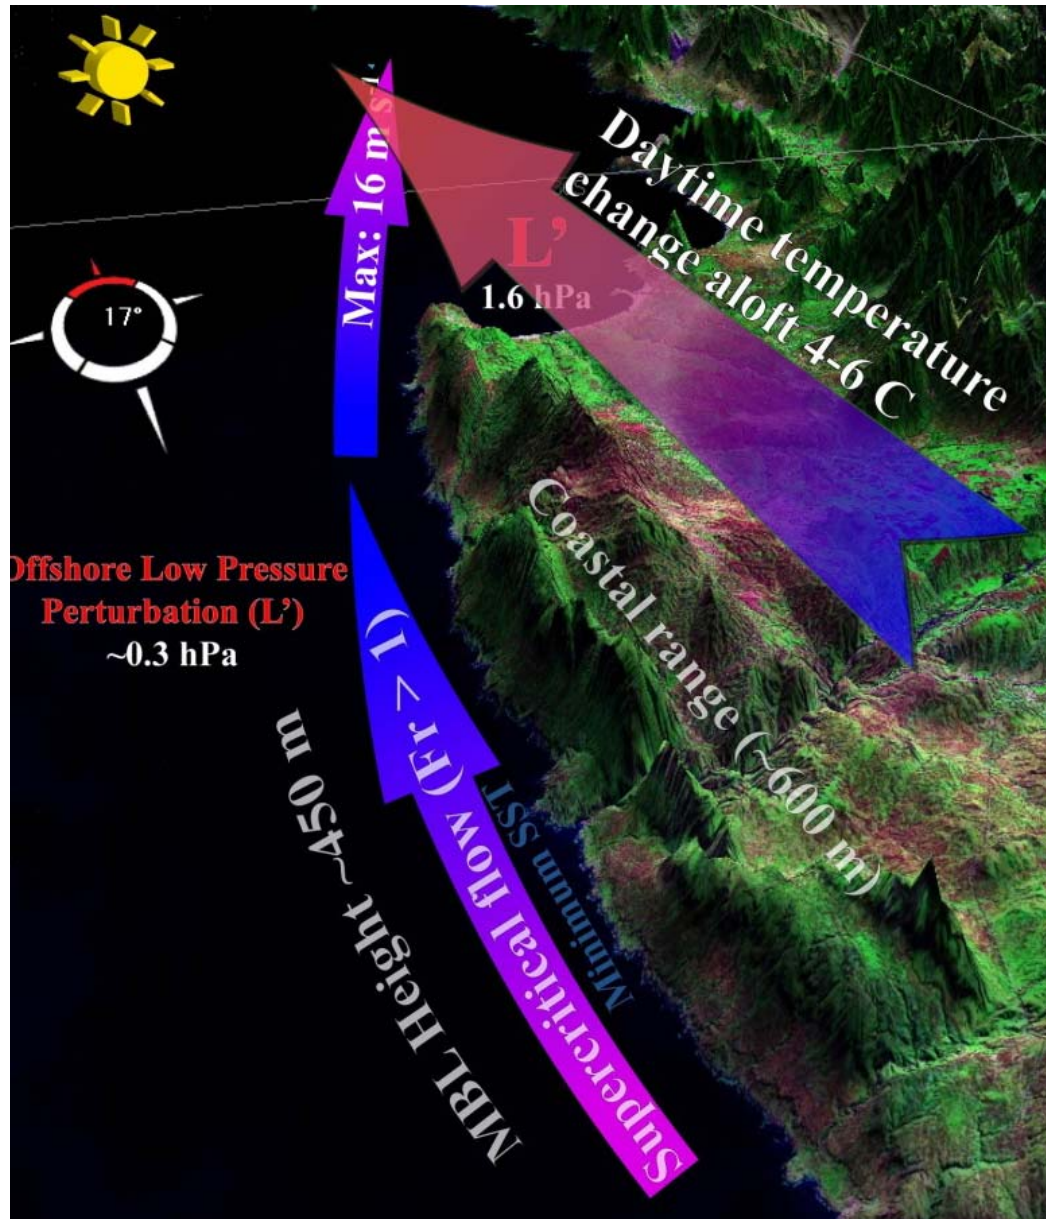 Max: 16 m s-1
Daytime temperature
change aloft 4-6 C
L’
1.6 hPa
17°
Offshore Low Pressure
Perturbation (L’)
~0.3 hPa
Coastal range (~600 m)
Supercritical flow (Fr > 1)
Minimum SST
MBL Height ~450 m